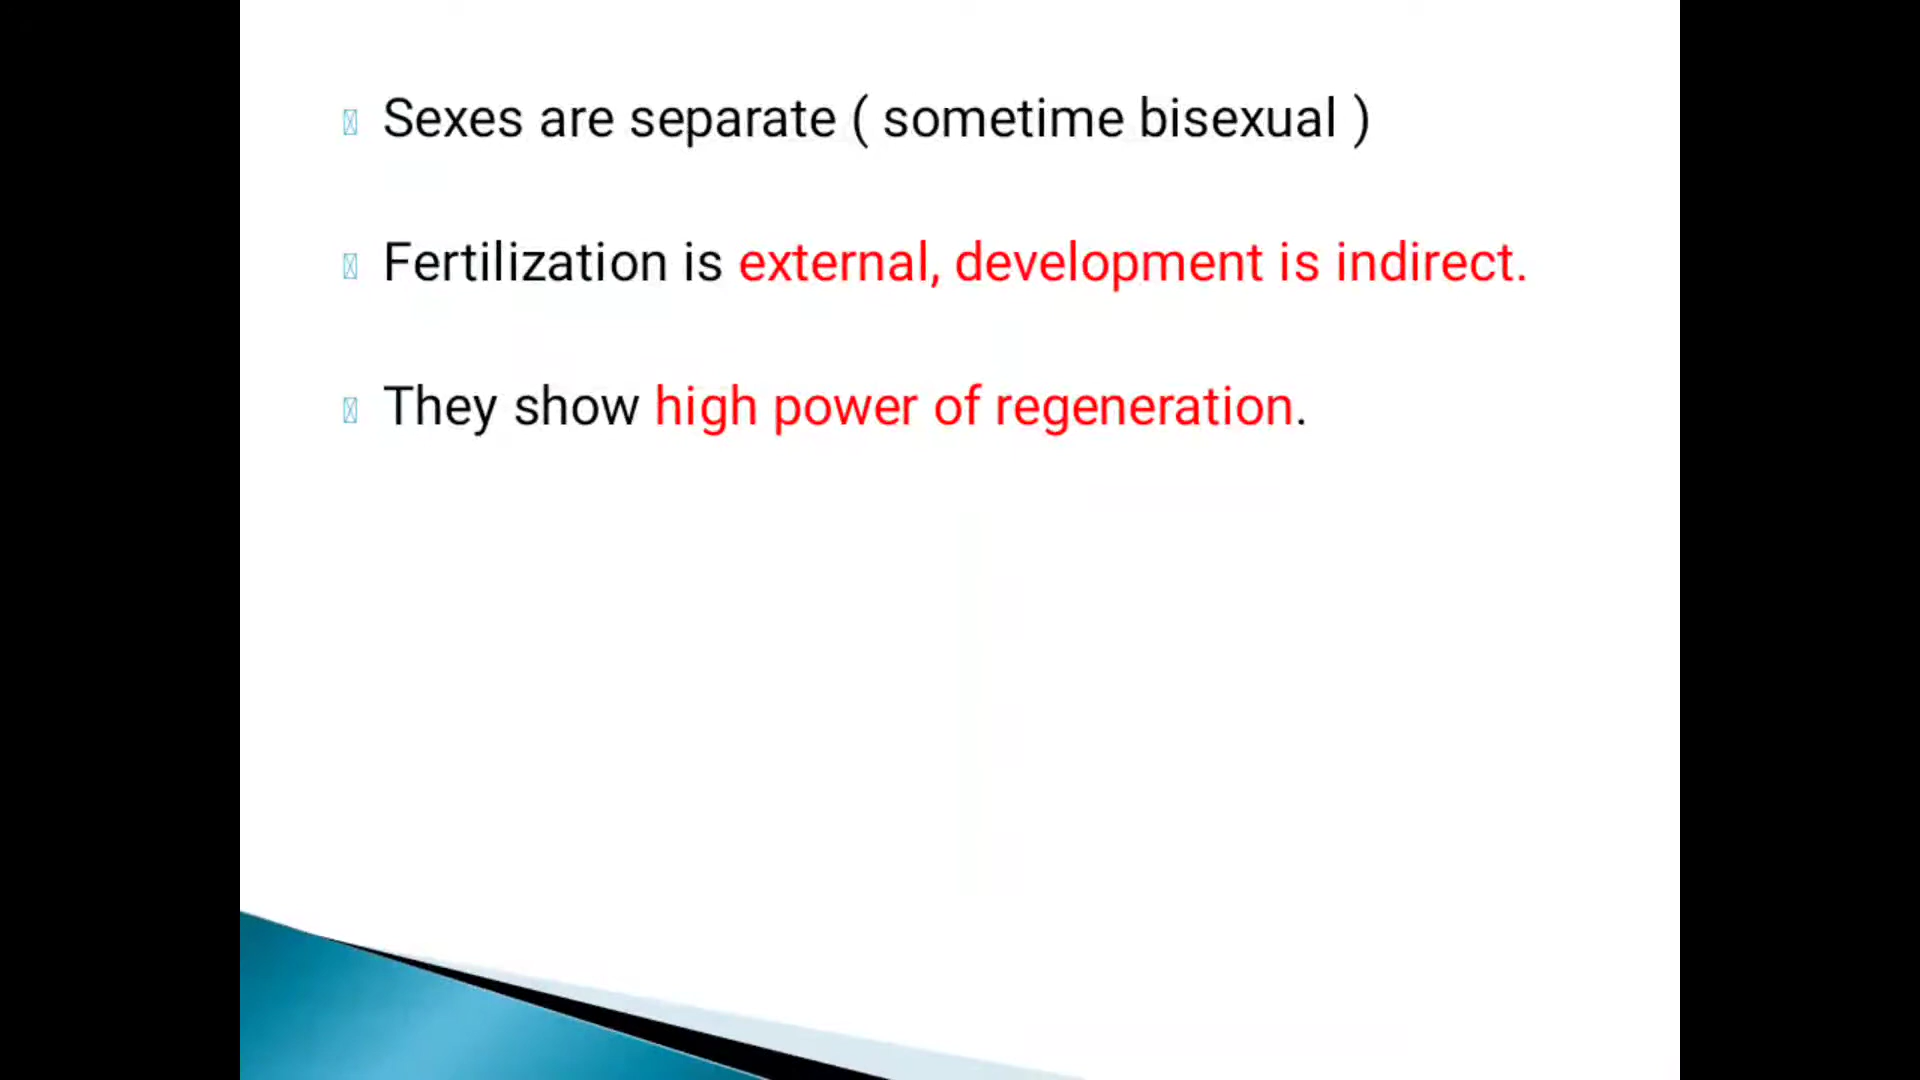 Sexes are separate ( sometime bisexual )
Fertilization is external, development is indirect.
They show high power of regeneration.